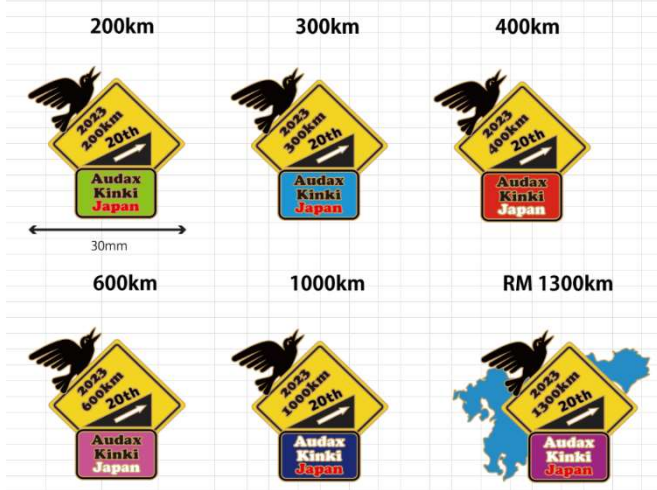 200km
300km
400km
2023
200km
20th
Audax
Kinki
Japan
2023
300km
20th
Audax
Kinki
Japan
2023
400km
20th
Audax
Kinki
Japan
30mm
600km
1000km
RM 1300km
2023
600km
20th
Audax
Kinki
Japan
2023
1000km
20th
Audax
Kinki
Japan
2023
1300km
20th
Audax
Kinki
Japan